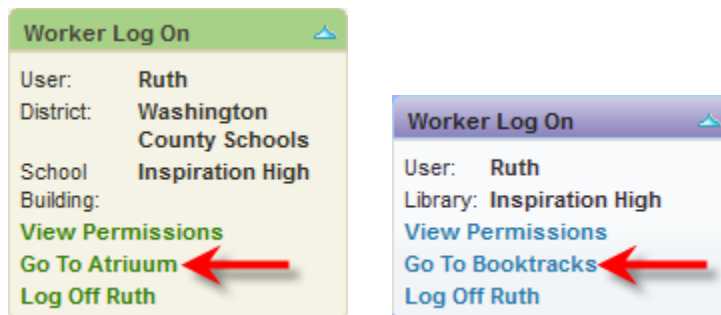 Worker Log On
User: Ruth
District: Washington
County Schools
School Inspiration High
Building:
View Permissions
Go To Atriuum
Log Off Ruth
Worker Log On
User: Ruth
Library: Inspiration High
View Permissions
Go To Booktracks
Log Off Ruth